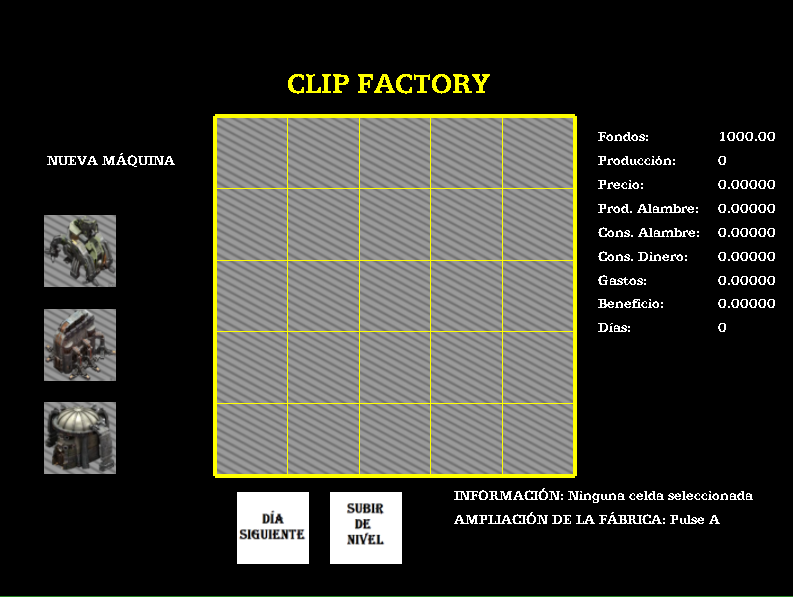 CLIP FACTORY
NUEVA MÁQUINA
Fondos: 1000.00
Producción: 0
Precio: 0.00000
Prod. Alambre: 0.00000
Cons. Alambre: 0.00000
Cons. Dinero: 0.00000
Gastos: 0.00000
Beneficio: 0.00000
Días: 0
DÍA
SIGUIENTE
SUBIR
DE
NIVEL
INFORMACIÓN: Ninguna celda seleccionada
AMPLIACIÓN DE LA FÁBRICA: Pulse A